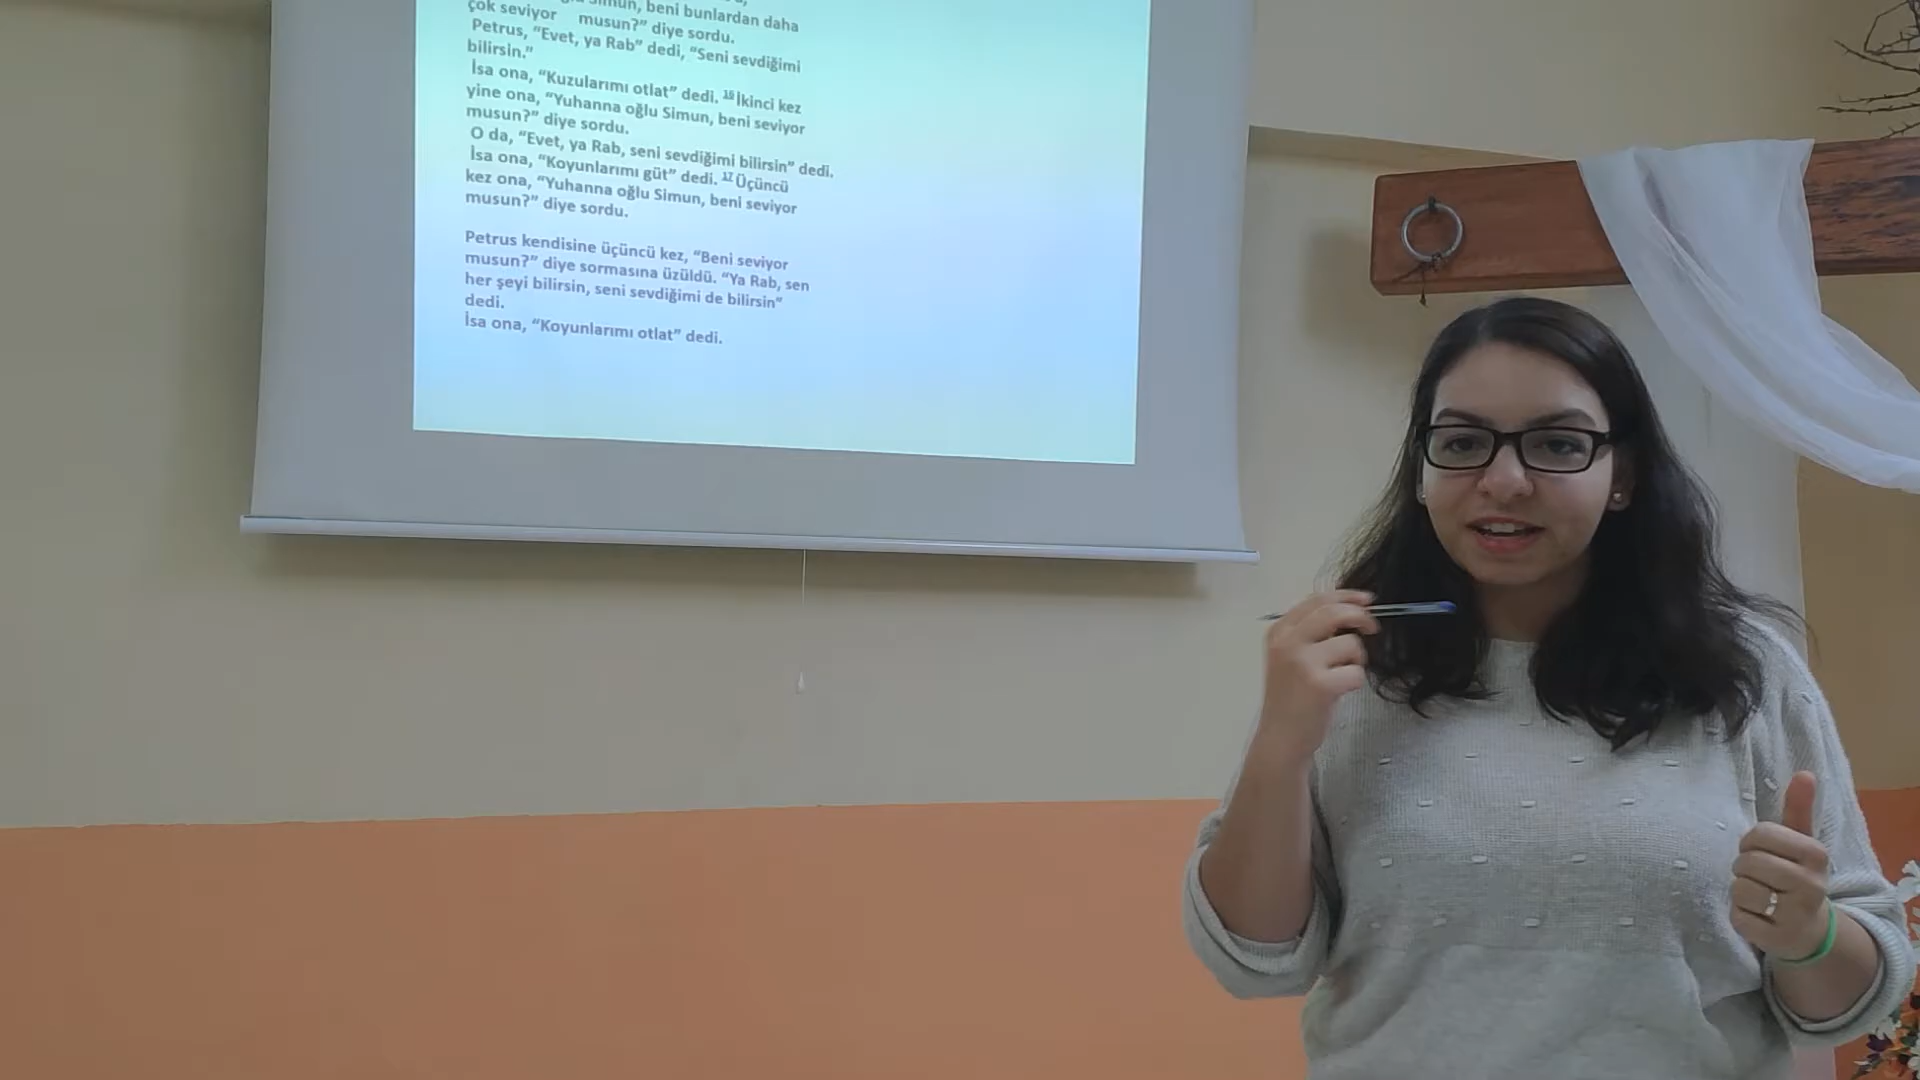 Simun, beni bunlardan daha
çok seviyor musun?” diye sordu.
Petrus, “Evet, ya Rab” dedi, “Seni sevdiğimi
bilirsin.”
İsa ona, “Kuzularımı otlat” dedi. 16 İkinci kez
yine ona, “Yuhanna oğlu Simun, beni seviyor
musun?” diye sordu.
O da, “Evet, ya Rab, seni sevdiğimi bilirsin” dedi.
İsa ona, “Koyunlarımı güt” dedi. 17 Üçüncü
kez ona, “Yuhanna oğlu Simun, beni seviyor
musun?” diye sordu.
Petrus kendisine üçüncü kez, “Beni seviyor
musun?” diye sormasına üzüldü. “Ya Rab, sen
her şeyi bilirsin, seni sevdiğimi de bilirsin”
dedi.
İsa ona, “Koyunlarımı otlat” dedi.